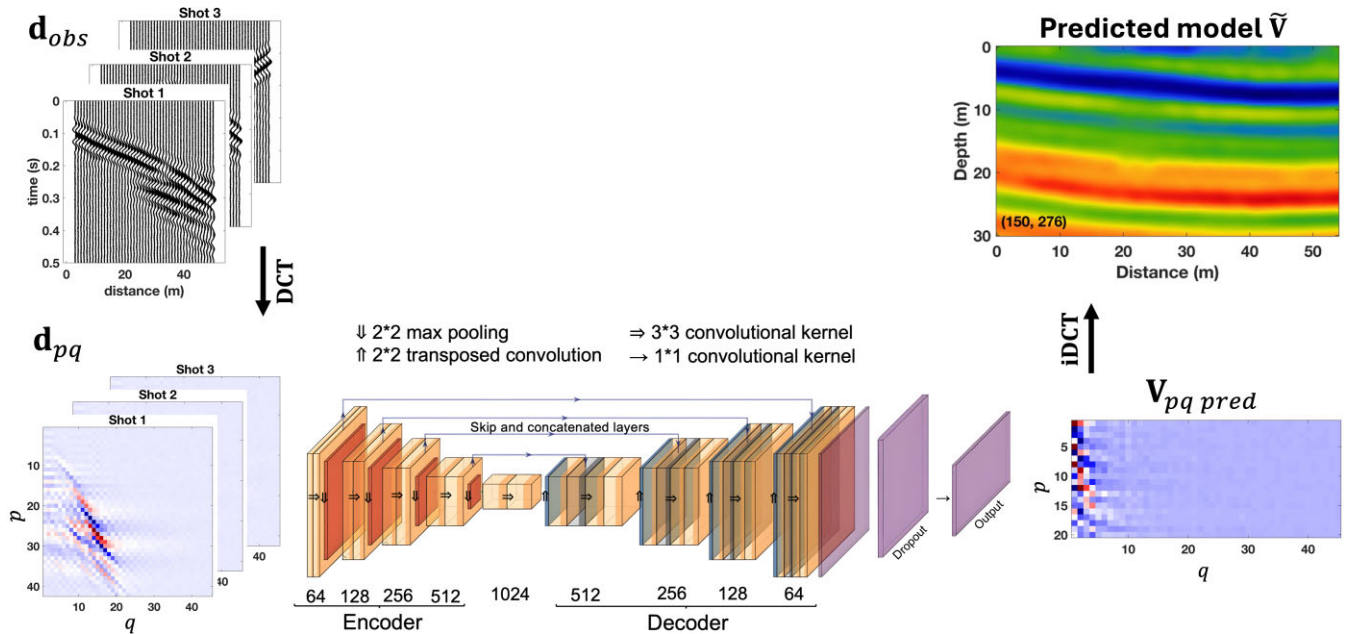 d_obs
Shot 3
Shot 2
Shot 1
0
0.1
0.2
0.3
0.4
0.5
time (s)
0 20 40
distance (m)
DCT
Predicted model Ṽ
0
10
20
30
Depth (m)
(150, 276)
0 10 20 30 40 50
Distance (m)
d_pq
Shot 3
Shot 2
Shot 1
40
40
10
20
30
40
p
10 20 30 40
q
⇓ 2*2 max pooling
⇒ 3*3 convolutional kernel
⇑ 2*2 transposed convolution
→ 1*1 convolutional kernel
Skip and concatenated layers
64 128 256 512 1024 512 256 128 64
Encoder
Decoder
Dropout
Output
iDCT
V_pq pred
5
10
15
20
p
10 20 30 40
q